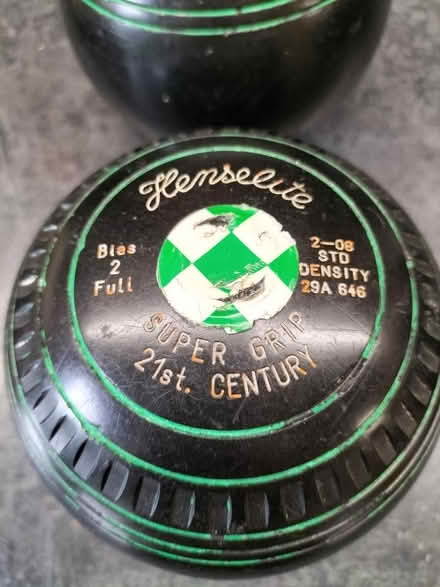 Henselite
Bias
2
Full
2-08
STD
DENSITY
29A 646
SUPER GRIP
21st. CENTURY